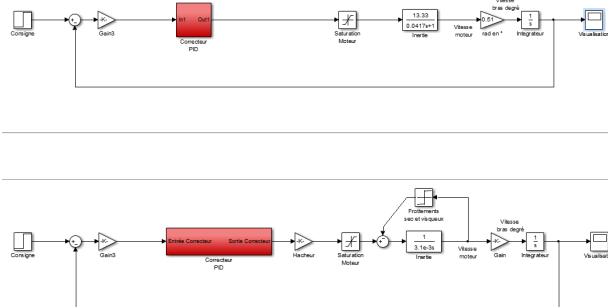 Consigne
Gain3
-K-
In1 Out1
Correcteur
PID
Saturation
Moteur
13.33
0.0417s+1
Inertie
Vitesse
moteur
0.61
rad en °
Vitesse
bras degré
1
s
Integrateur
Visualisation
Frottements
sec et visqueux
Consigne
-K-
Gain3
Entrée Correcteur Sortie Correcteur
Correcteur
PID
-K-
Hacheur
Saturation
Moteur
1
3.1e-3s
Inertie
Vitesse
moteur
Vitesse
bras degré
-K-
Gain
1
s
Integrateur
Visualisat